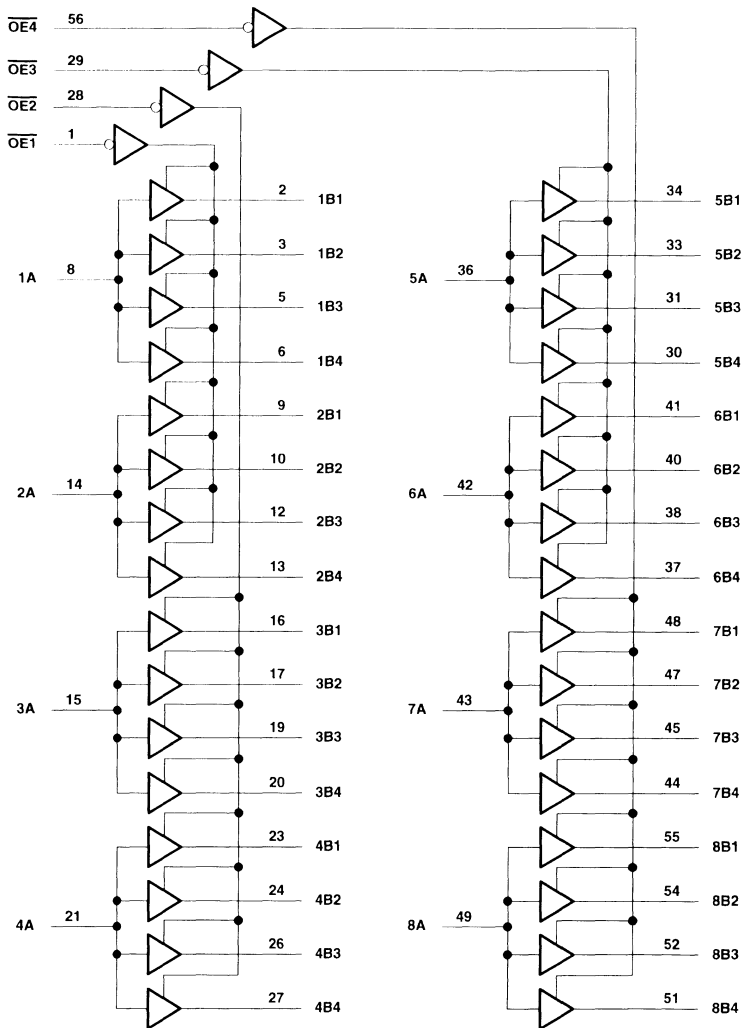 OE4 56
OE3 29
OE2 28
OE1 1
2 1B1
3 1B2
1A 8
5 1B3
6 1B4
9 2B1
10 2B2
2A 14
12 2B3
13 2B4
16 3B1
17 3B2
3A 15
19 3B3
20 3B4
23 4B1
24 4B2
4A 21
26 4B3
27 4B4
34 5B1
33 5B2
5A 36
31 5B3
30 5B4
41 6B1
40 6B2
6A 42
38 6B3
37 6B4
48 7B1
47 7B2
7A 43
45 7B3
44 7B4
55 8B1
54 8B2
8A 49
52 8B3
51 8B4